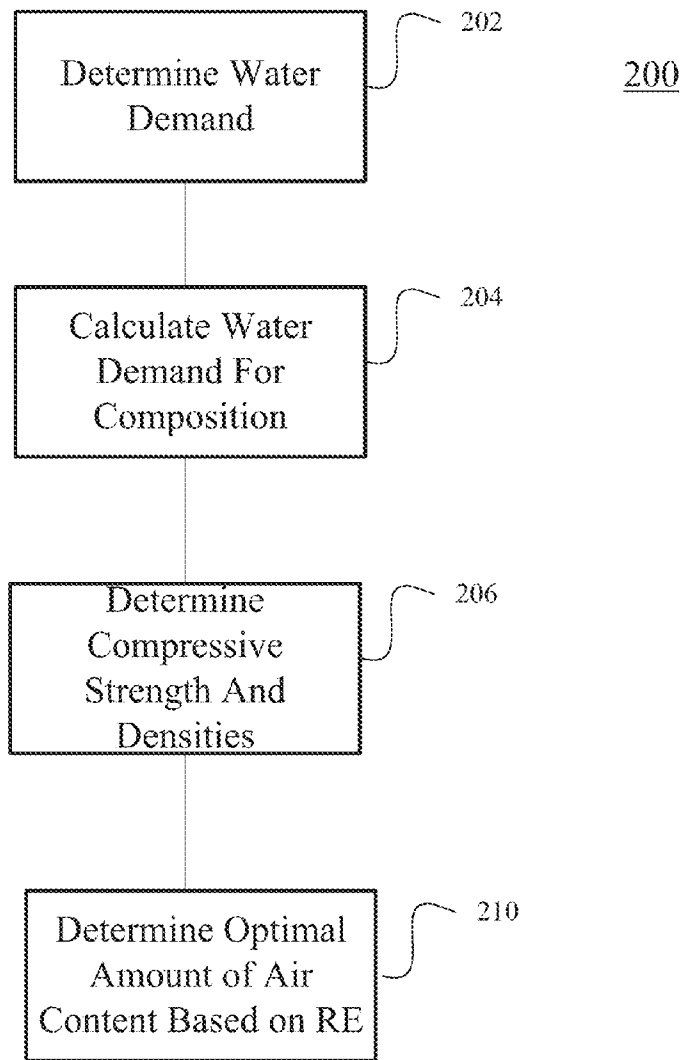 202
200
Determine Water
Demand
204
Calculate Water
Demand For
Composition
206
Determine
Compressive
Strength And
Densities
210
Determine Optimal
Amount of Air
Content Based on RE